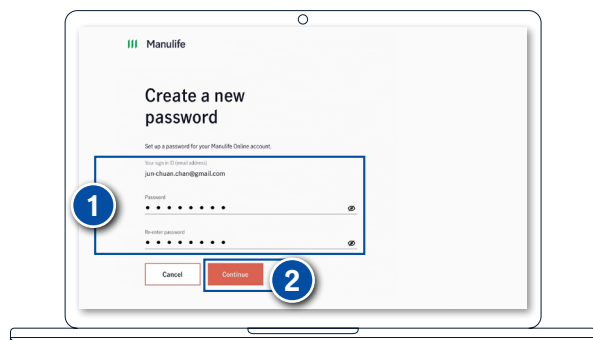 Manulife
Create a new
password
Set up a password for your Manulife Online account.
Your sign in ID (email address)
jun-chuan.chan@gmail.com
1
Password
Re-enter password
Cancel
Continue
2